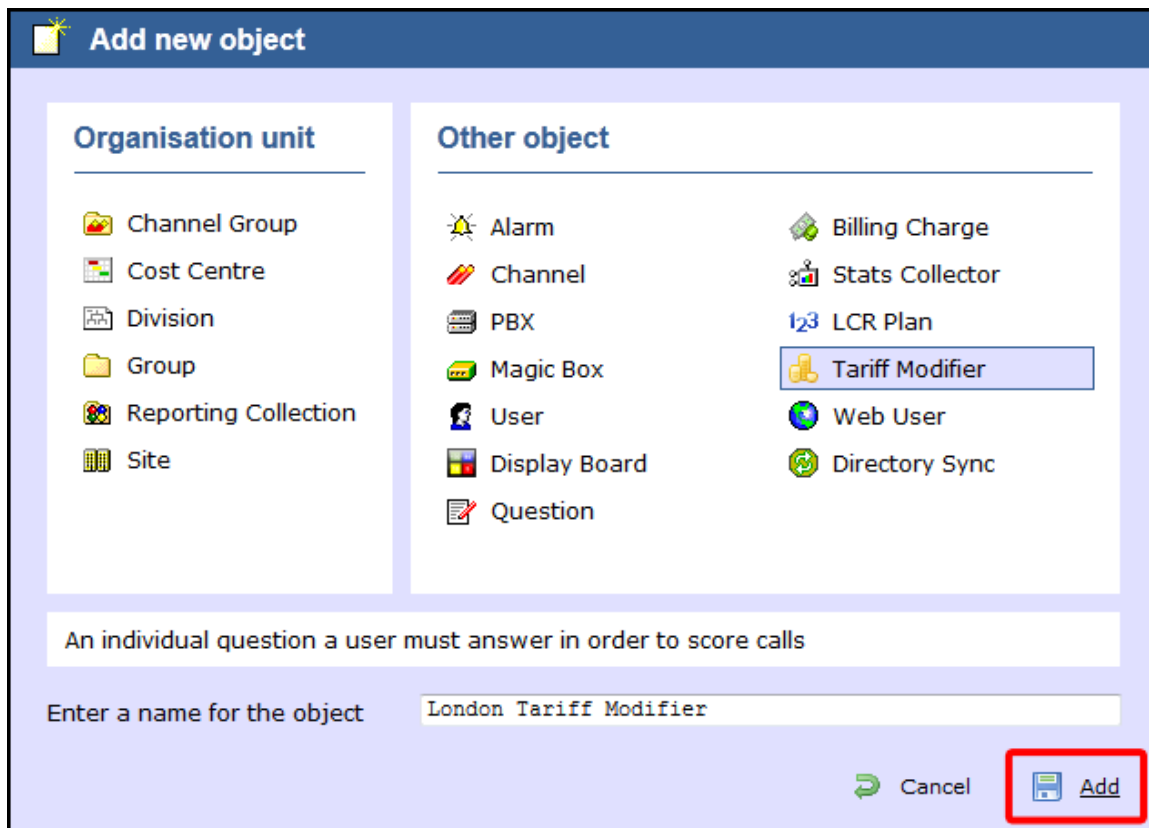 Add new object
Organisation unit
Channel Group
Cost Centre
Division
Group
Reporting Collection
Site
Other object
Alarm
Channel
PBX
Magic Box
User
Display Board
Question
Billing Charge
Stats Collector
123 LCR Plan
Tariff Modifier
Web User
Directory Sync
An individual question a user must answer in order to score calls
Enter a name for the object London Tariff Modifier
Cancel Add